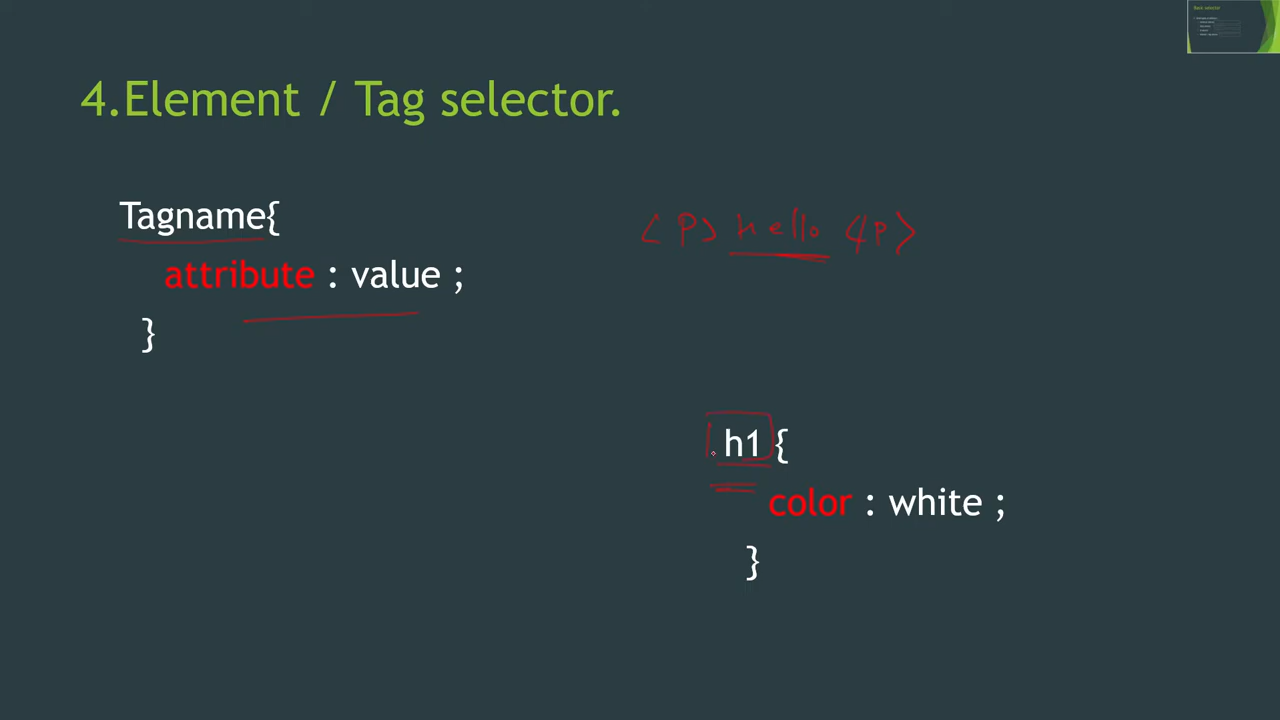 4.Element / Tag selector.
Tagname{
attribute : value ;
}
<P> hello </p>
h1 {
color : white ;
}